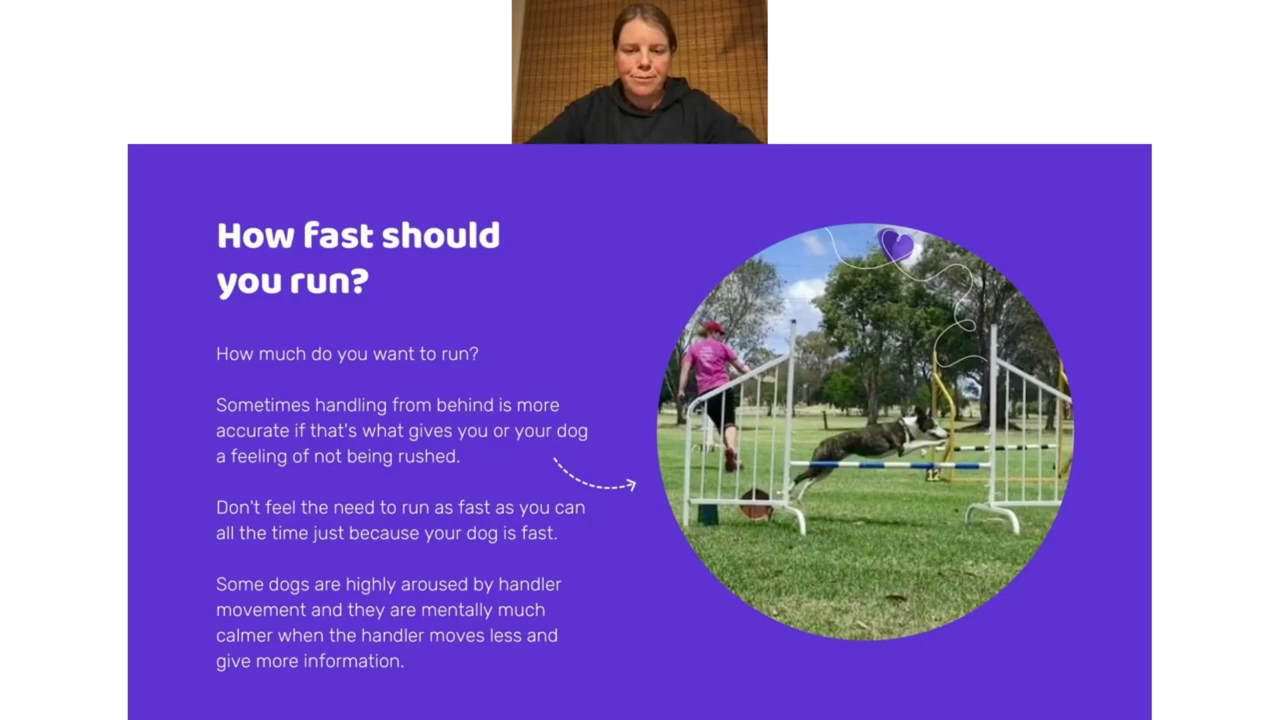 How fast should
you run?
How much do you want to run?
Sometimes handling from behind is more
accurate if that's what gives you or your dog
a feeling of not being rushed.
Don't feel the need to run as fast as you can
all the time just because your dog is fast.
Some dogs are highly aroused by handler
movement and they are mentally much
calmer when the handler moves less and
give more information.
12